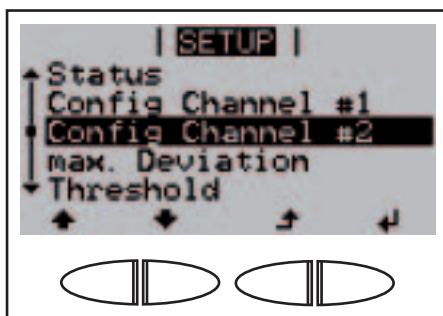 | SETUP |
Status
Config Channel #1
Config Channel #2
max. Deviation
Threshold